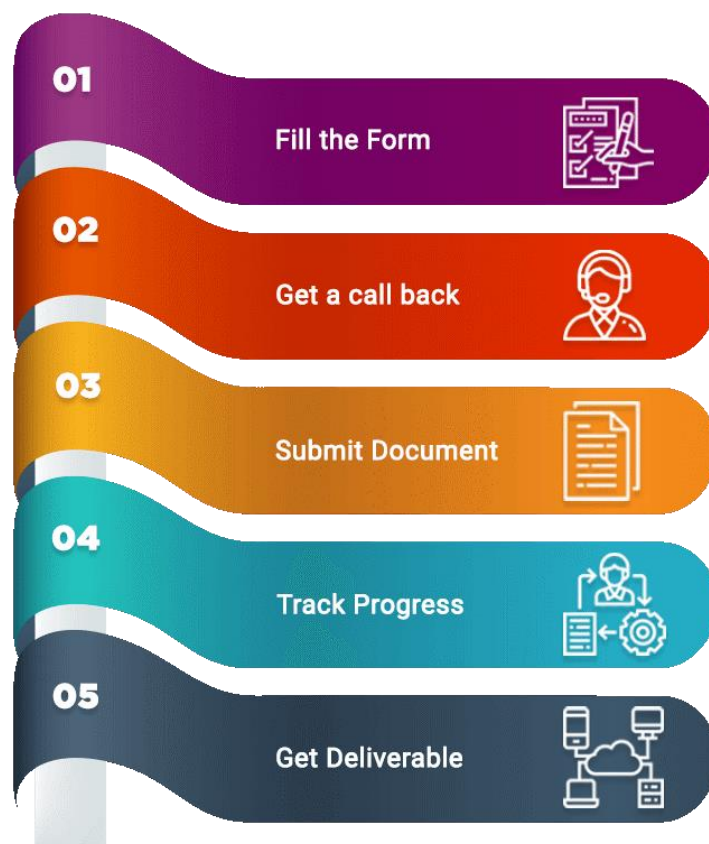 01
Fill the Form
02
Get a call back
03
Submit Document
04
Track Progress
05
Get Deliverable